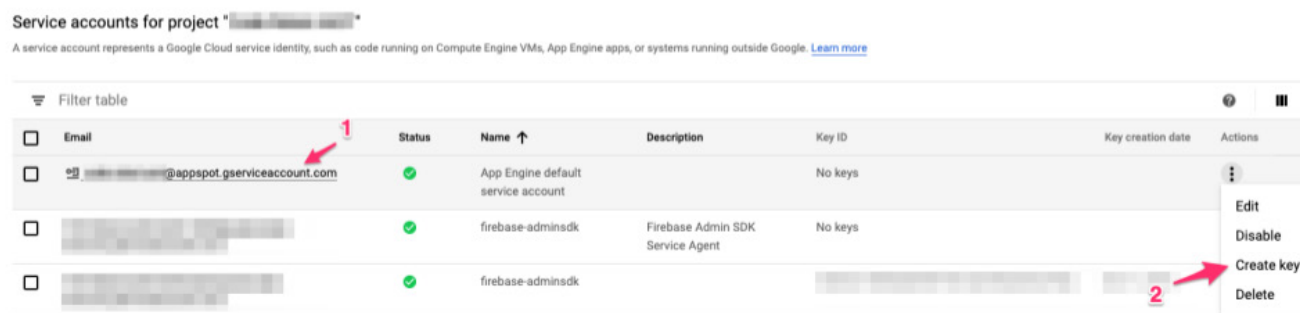 Service accounts for project " "
A service account represents a Google Cloud service identity, such as code running on Compute Engine VMs, App Engine apps, or systems running outside Google. Learn more
Filter table
Email Status Name Description Key ID Key creation date Actions
1
@appspot.gserviceaccount.com App Engine default No keys
service account
Edit
firebase-adminsdk Firebase Admin SDK No keys
Service Agent
Disable
Create key
firebase-adminsdk
2
Delete